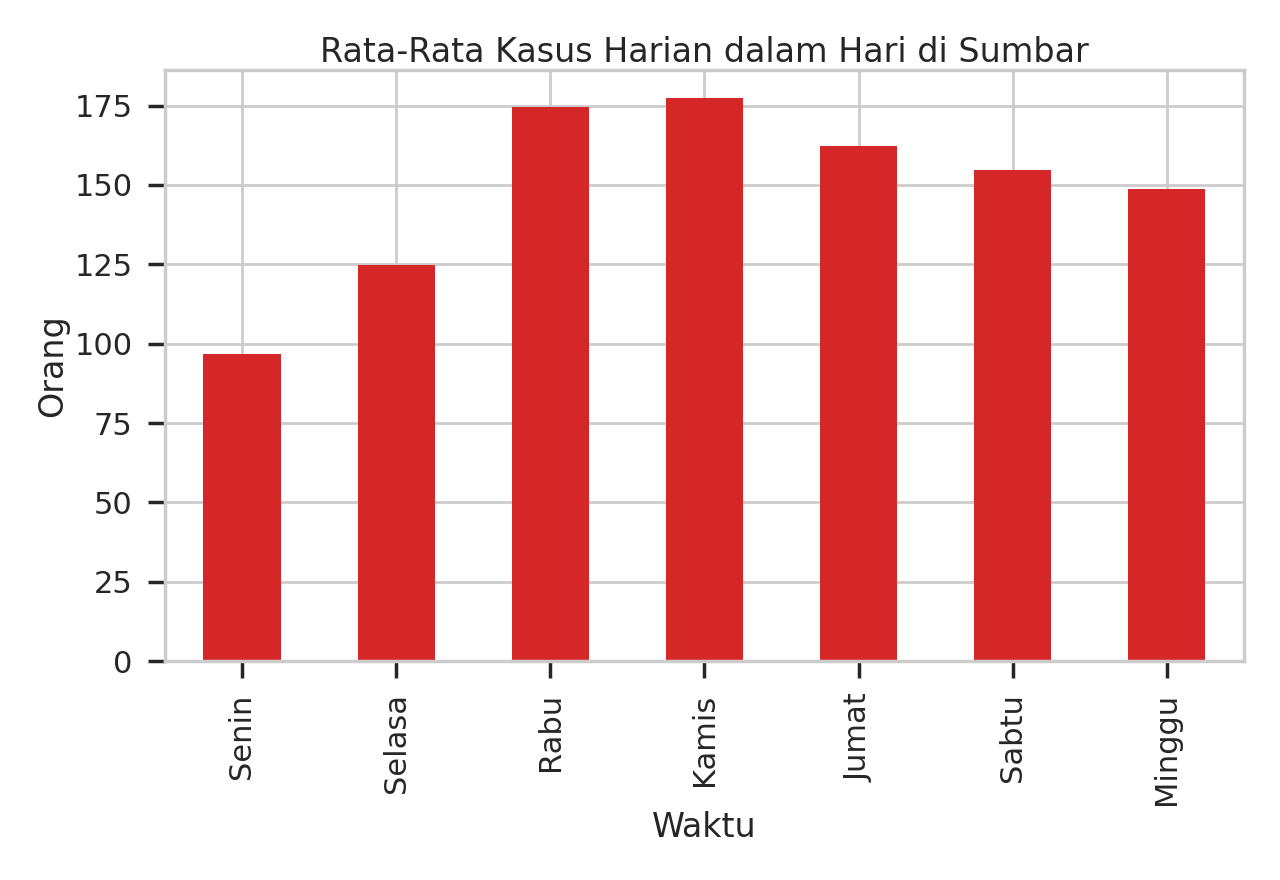 Rata-Rata Kasus Harian dalam Hari di Sumbar
Orang
175
150
125
100
75
50
25
0
Senin
Selasa
Rabu
Kamis
Jumat
Sabtu
Minggu
Waktu